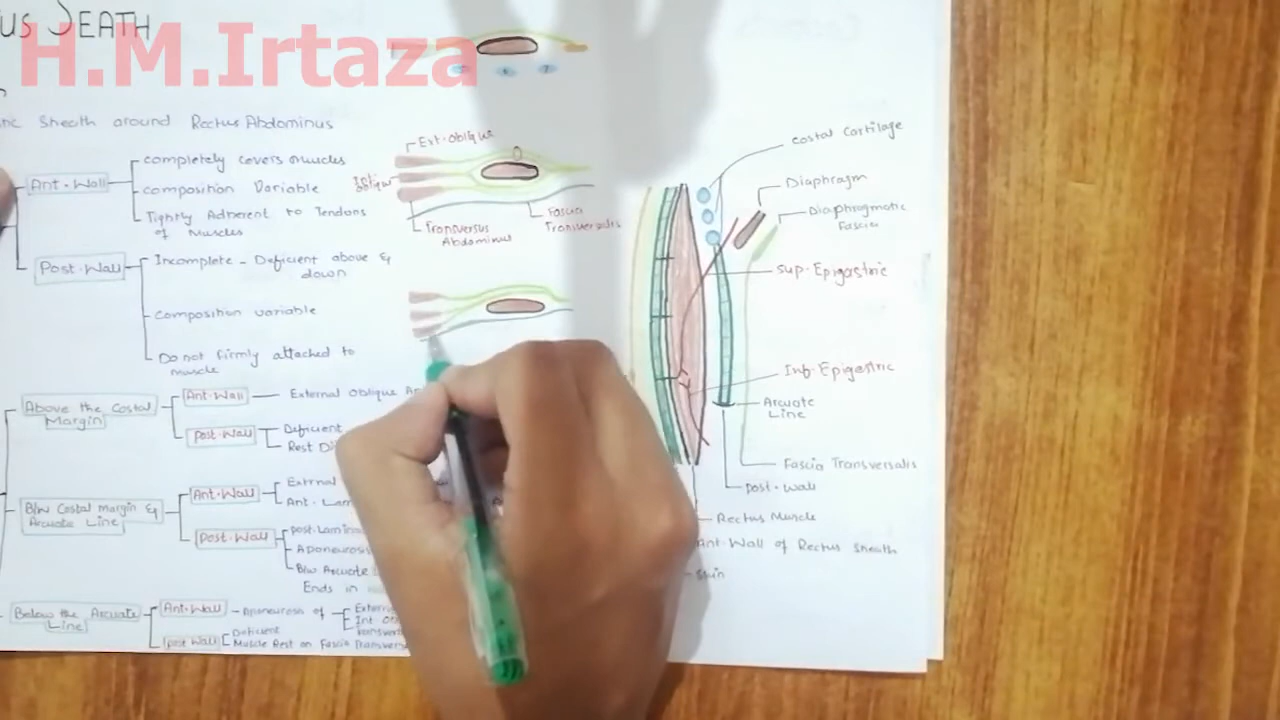 US SEATH
H.M.Irtaza
Sheath around Rectus Abdominus
Ant. Wall
completely covers muscles
composition Variable
Tightly Adherent to Tendons
of Muscles
Post. Wall
Incomplete - Deficient above &
down
composition variable
Do not firmly attached to
muscle
Above the Costal
Margin
Ant. Wall
External Oblique
Post. Wall
Deficient
Rest
B/w Costal margin &
Arcuate Line
Ant. Wall
External
Ant. Lam
Post. Wall
post. Lamina
Aponeurosis
B/w Arcuate
Ends in
Below the Arcuate
Line
Ant. Wall
Aponeurosis of
Extern
Int
Transvers
post Wall
Deficient
Muscle Rest on Fascia Transvers
Ext. oblique
Int
oblique
Transversus
Abdominus
Fascia
Transversalis
costal cartilage
Diaphragm
Diaphragmatic
Fascia
Sup. Epigastric
Inf. Epigastric
Arcuate
Line
Fascia Transversalis
post. wall
Rectus Muscle
Ant. Wall of Rectus sheath
Skin